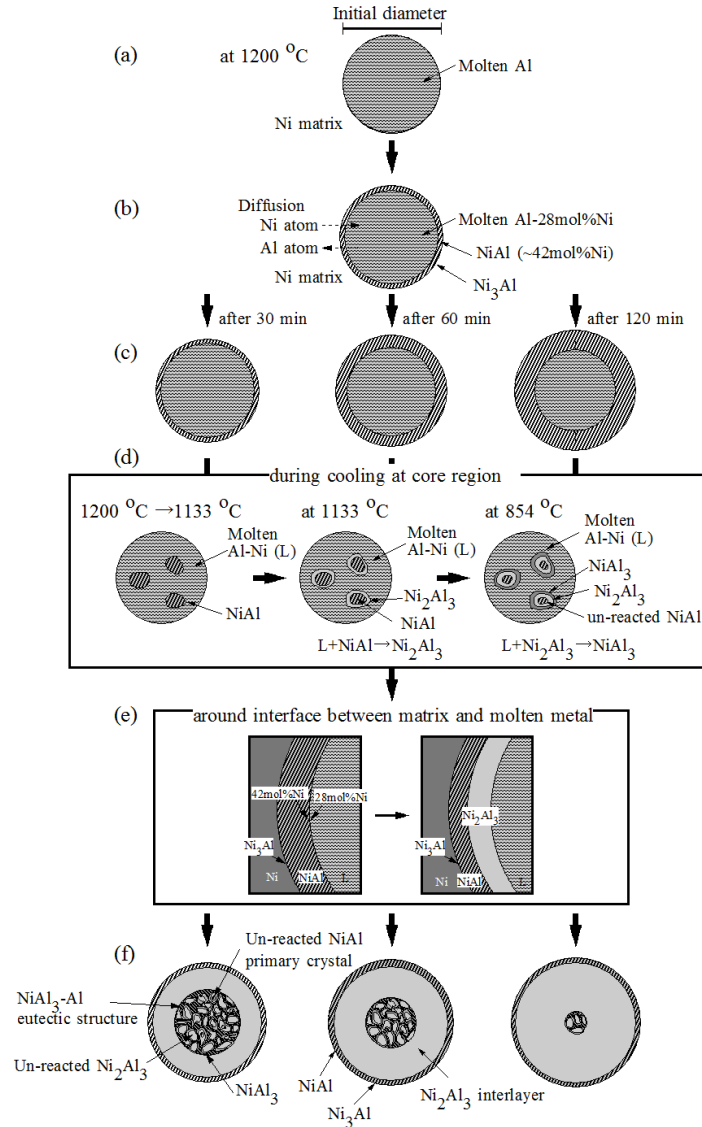 Initial diameter
(a)
at 1200 °C
Molten Al
Ni matrix
(b)
Diffusion
Ni atom
Al atom
Ni matrix
Molten Al-28mol%Ni
NiAl (~42mol%Ni)
Ni₃Al
after 30 min
after 60 min
after 120 min
(c)
(d)
during cooling at core region
1200 °C →1133 °C
at 1133 °C
at 854 °C
Molten
Al-Ni (L)
NiAl
Molten
Al-Ni (L)
Ni₂Al₃
NiAl
L+NiAl→Ni₂Al₃
Molten
Al-Ni (L)
NiAl₃
Ni₂Al₃
un-reacted NiAl
L+Ni₂Al₃→NiAl₃
(e)
around interface between matrix and molten metal
42mol%Ni
28mol%Ni
Ni₃Al
Ni
NiAl
L
Ni₂Al₃
Ni₃Al
Ni
NiAl
L
(f)
Un-reacted NiAl
primary crystal
NiAl₃-Al
eutectic structure
Un-reacted Ni₂Al₃
NiAl₃
NiAl
Ni₃Al
Ni₂Al₃ interlayer